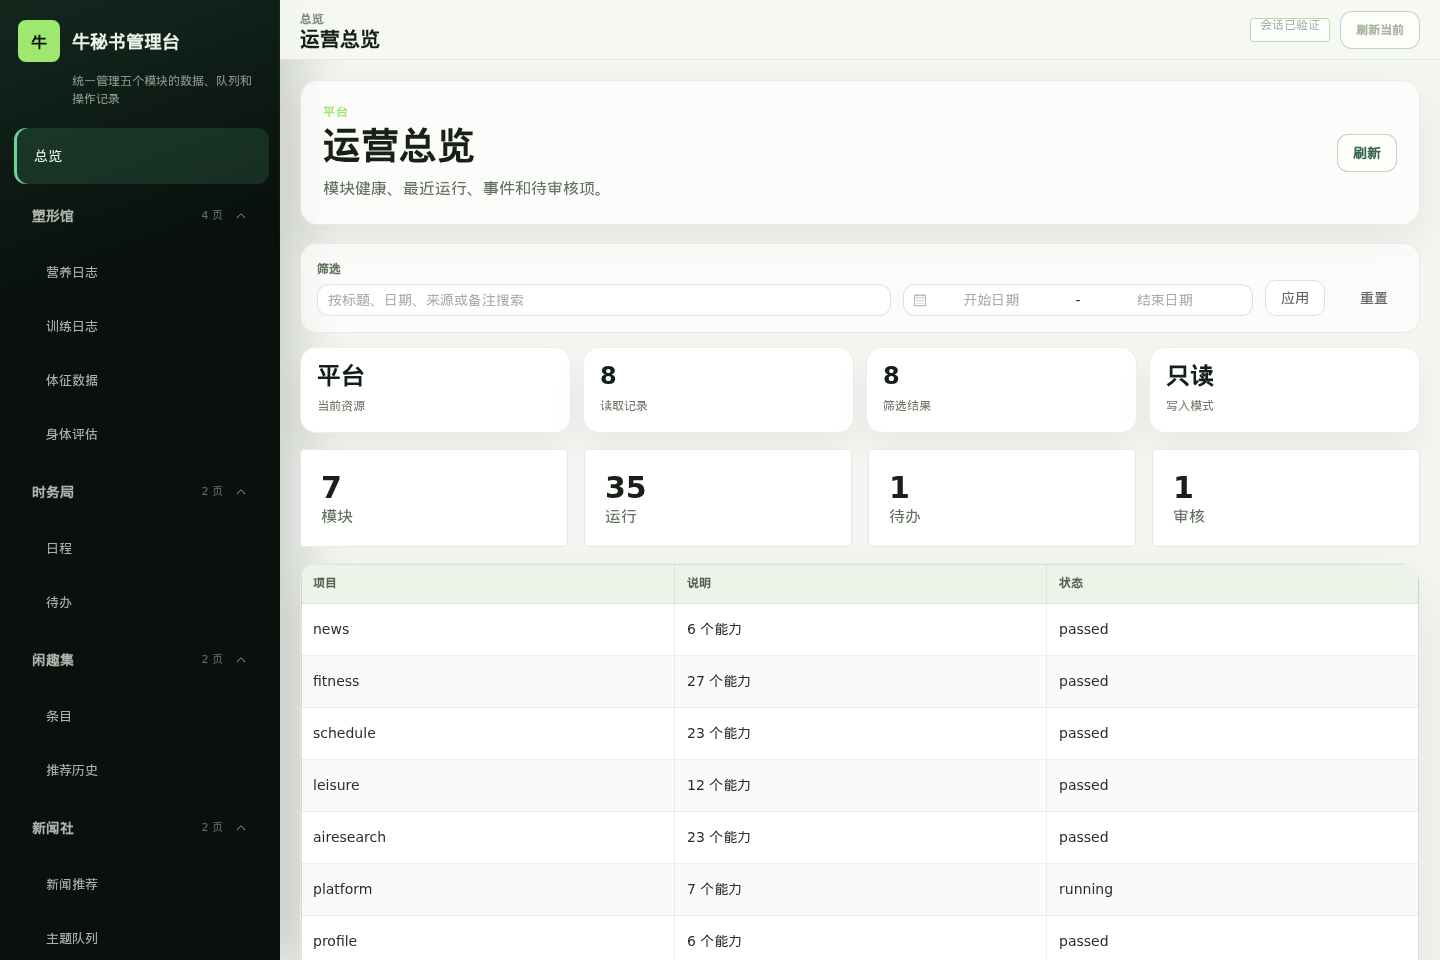 牛
牛秘书管理台
统一管理五个模块的数据、队列和
操作记录
总览
塑形馆
4 页
营养日志
训练日志
体征数据
身体评估
时务局
2 页
日程
待办
闲趣集
2 页
条目
推荐历史
新闻社
2 页
新闻推荐
主题队列
总览
运营总览
会话已验证
刷新当前
平台
运营总览
模块健康、最近运行、事件和待审核项。
刷新
筛选
按标题、日期、来源或备注搜索
开始日期 - 结束日期
应用
重置
平台
当前资源
8
读取记录
8
筛选结果
只读
写入模式
7
模块
35
运行
1
待办
1
审核
项目 说明 状态
news 6 个能力 passed
fitness 27 个能力 passed
schedule 23 个能力 passed
leisure 12 个能力 passed
airesearch 23 个能力 passed
platform 7 个能力 running
profile 6 个能力 passed